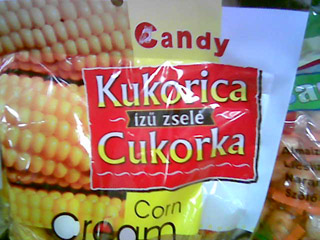 Candy
Kukorica
ízű zselé
Cukorka
Corn
Cream